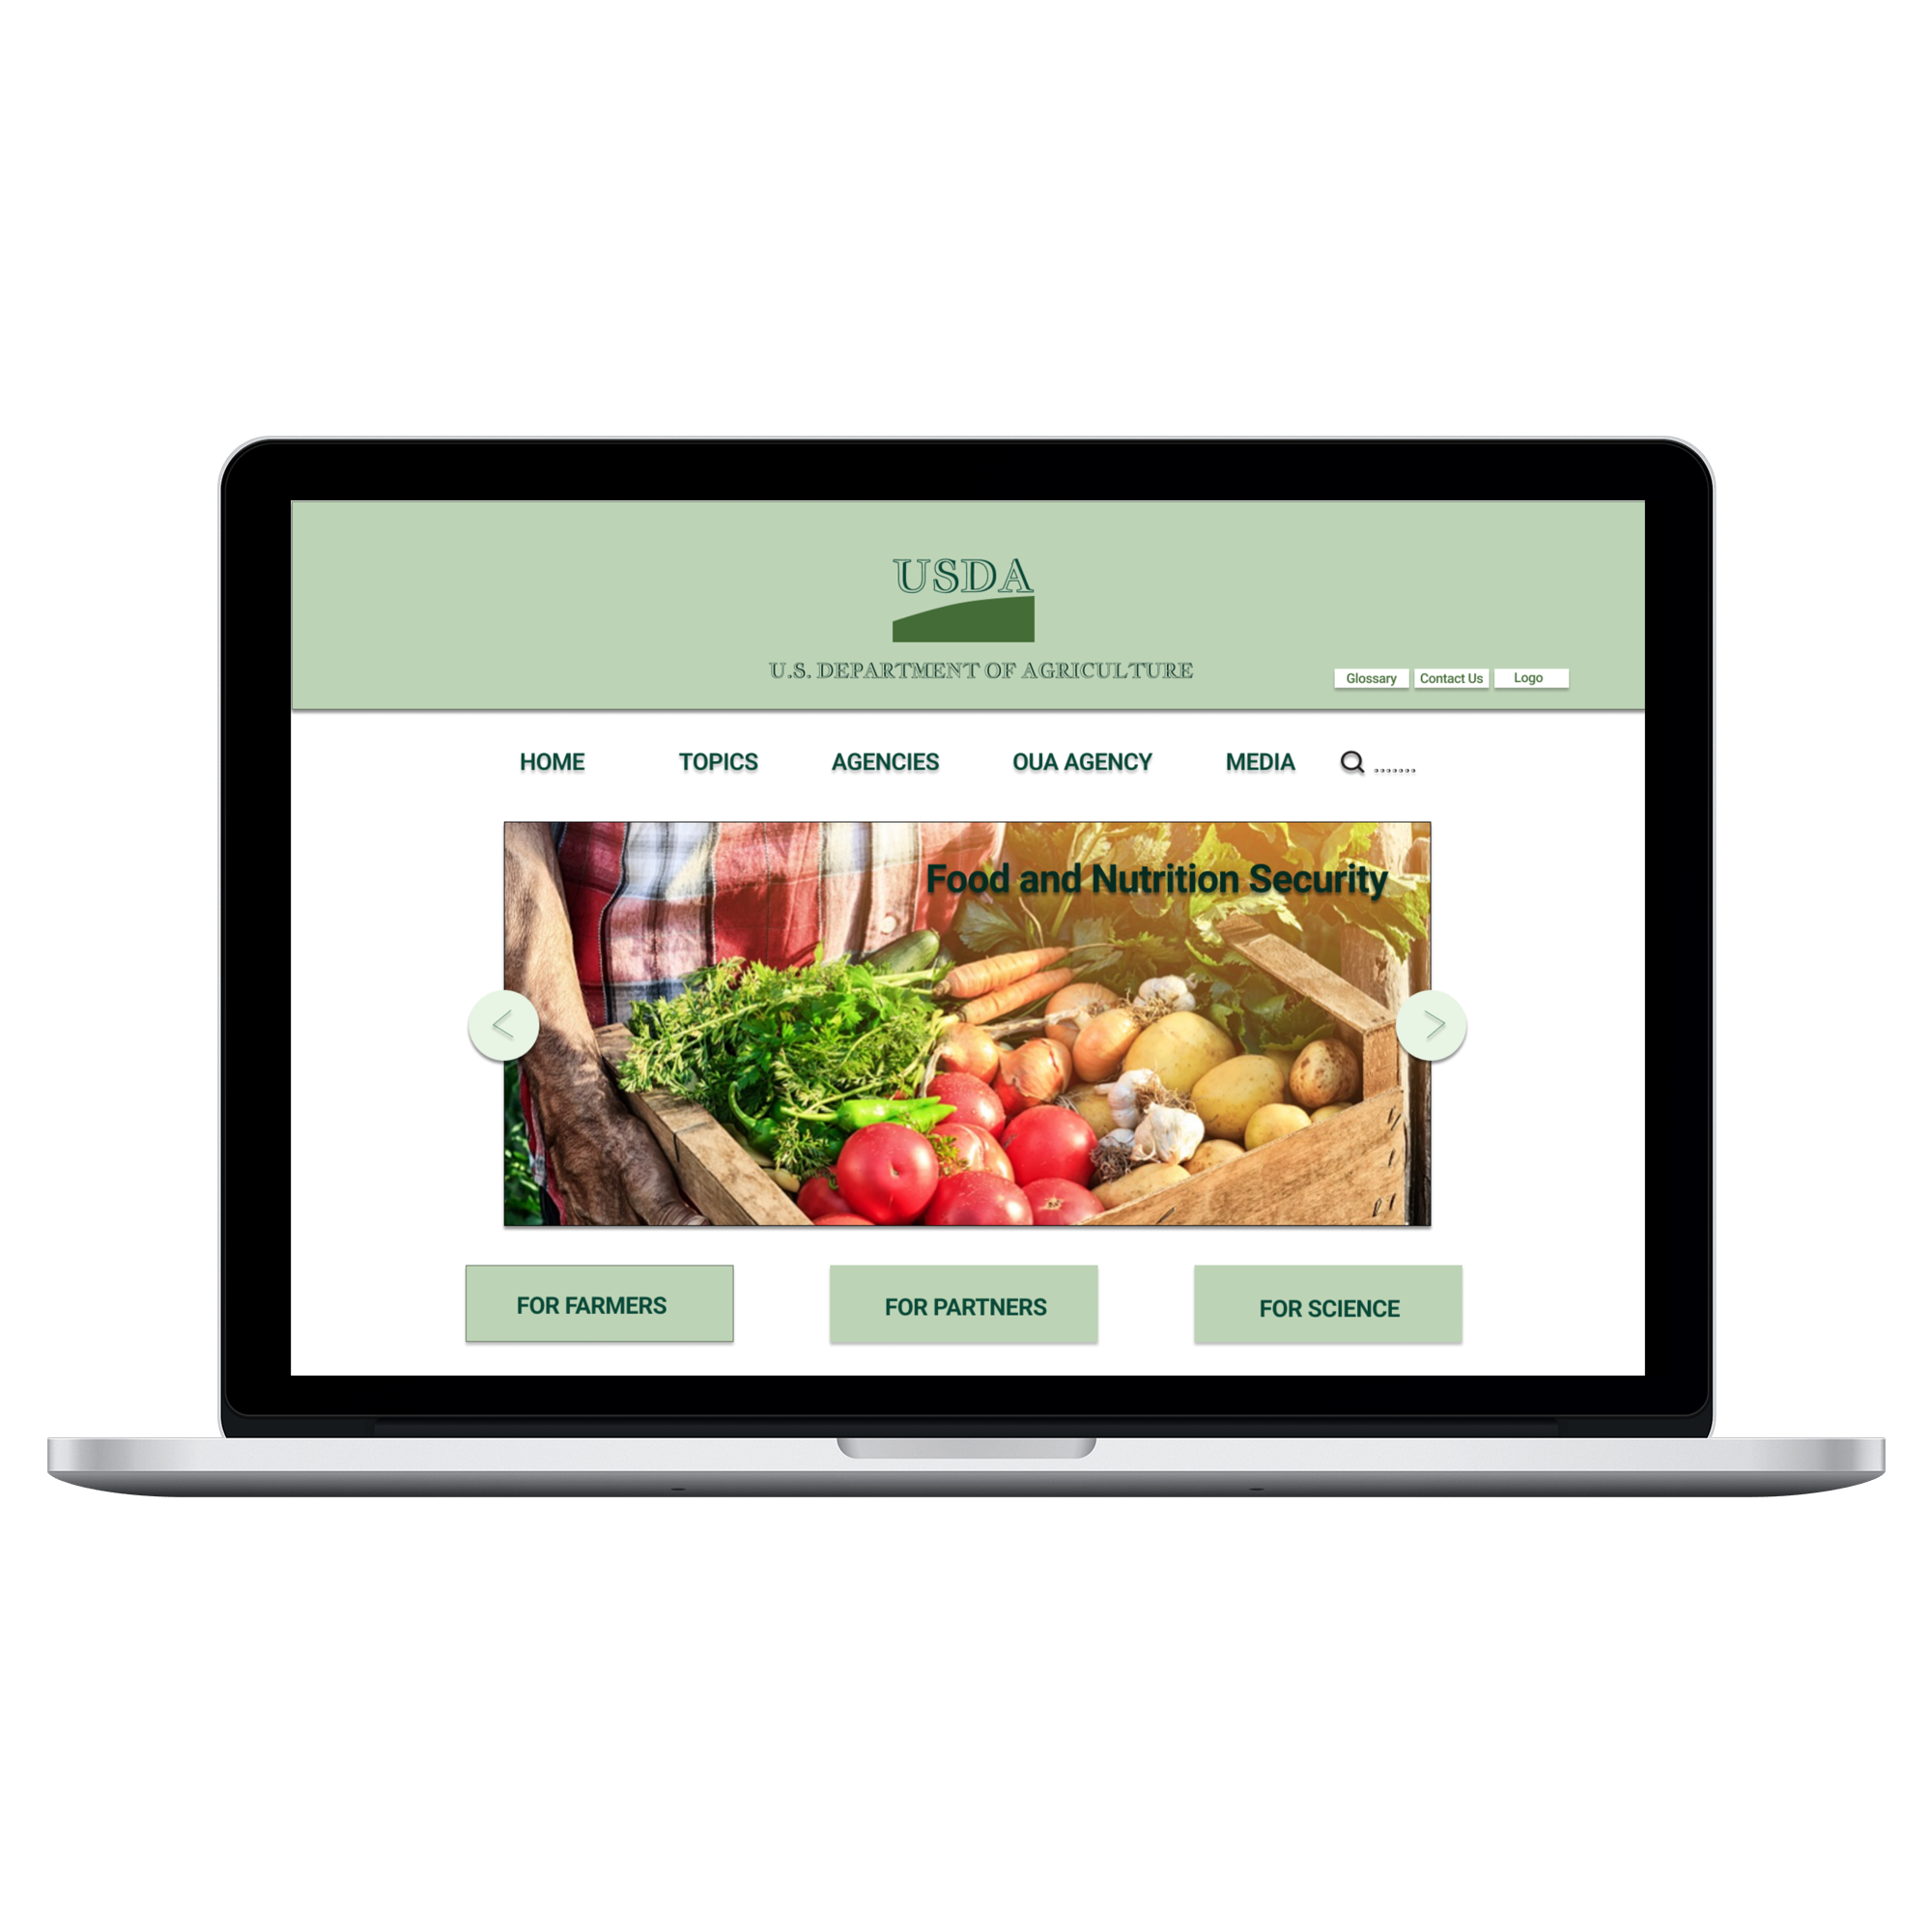 USDA
U.S. DEPARTMENT OF AGRICULTURE
Glossary Contact Us Logo
HOME TOPICS AGENCIES OUA AGENCY MEDIA .......
Food and Nutrition Security
< >
FOR FARMERS FOR PARTNERS FOR SCIENCE